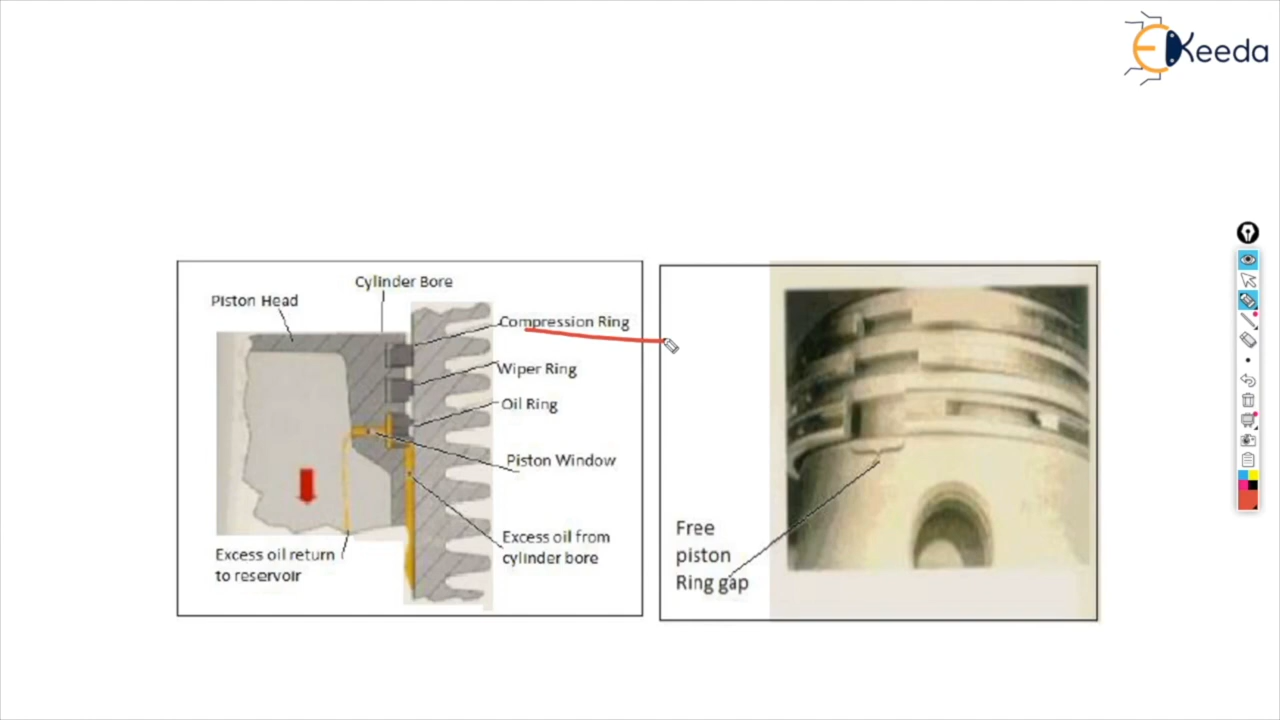 EKeeda
Cylinder Bore
Piston Head
Compression Ring
Wiper Ring
Oil Ring
Piston Window
Excess oil from
cylinder bore
Excess oil return
to reservoir
Free
piston
Ring gap